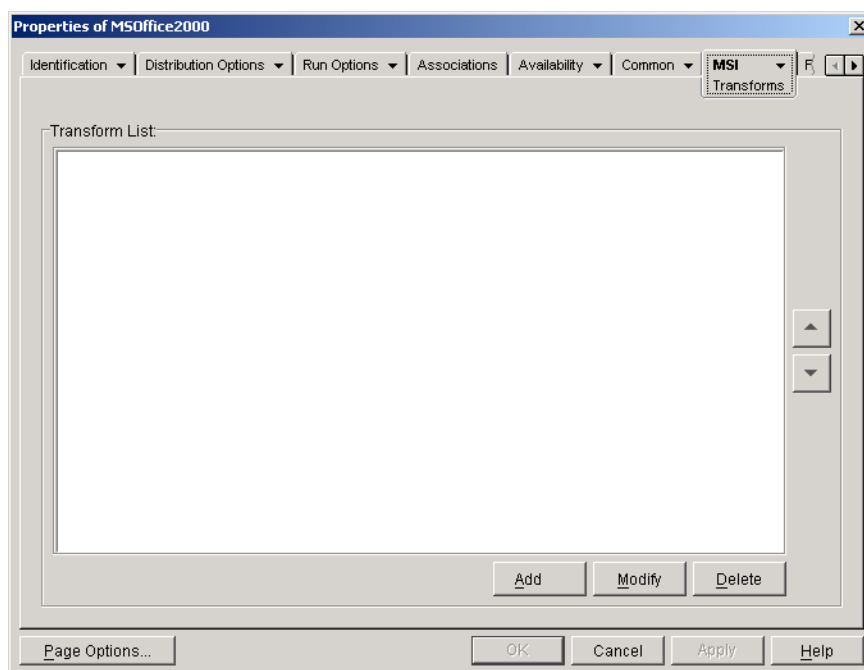 Properties of MSOffice2000
Identification Distribution Options Run Options Associations Availability Common MSI F
Transforms
Transform List:
Add Modify Delete
Page Options... OK Cancel Apply Help